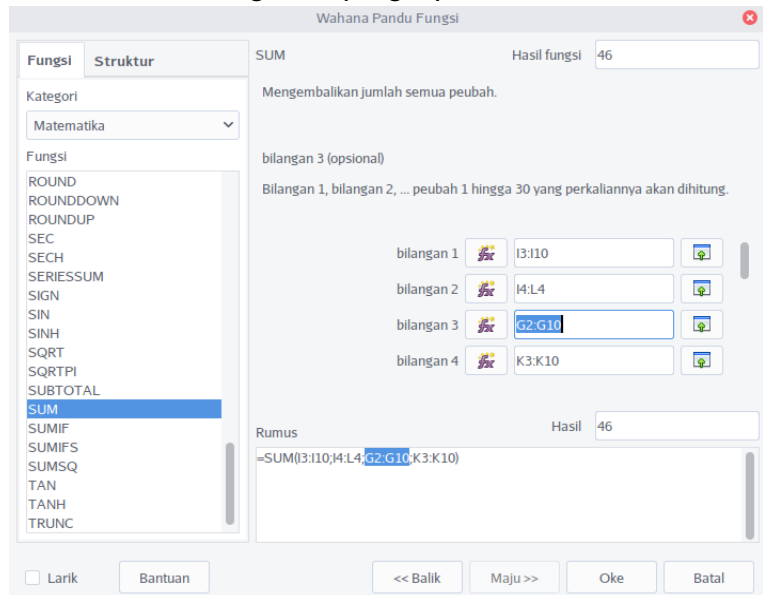 Wahana Pandu Fungsi
Fungsi Struktur
Kategori
Matematika
Fungsi
ROUND
ROUNDDOWN
ROUNDUP
SEC
SECH
SERIESSUM
SIGN
SIN
SINH
SQRT
SQRTPI
SUBTOTAL
SUM
SUMIF
SUMIFS
SUMSQ
TAN
TANH
TRUNC
SUM Hasil fungsi 46
Mengembalikan jumlah semua peubah.
bilangan 3 (opsional)
Bilangan 1, bilangan 2, ... peubah 1 hingga 30 yang perkaliannya akan dihitung.
bilangan 1 fx I3:I10
bilangan 2 fx I4:L4
bilangan 3 fx G2:G10
bilangan 4 fx K3:K10
Rumus Hasil 46
=SUM(I3:I10;I4:L4;G2:G10;K3:K10)
Larik Bantuan << Balik Maju >> Oke Batal